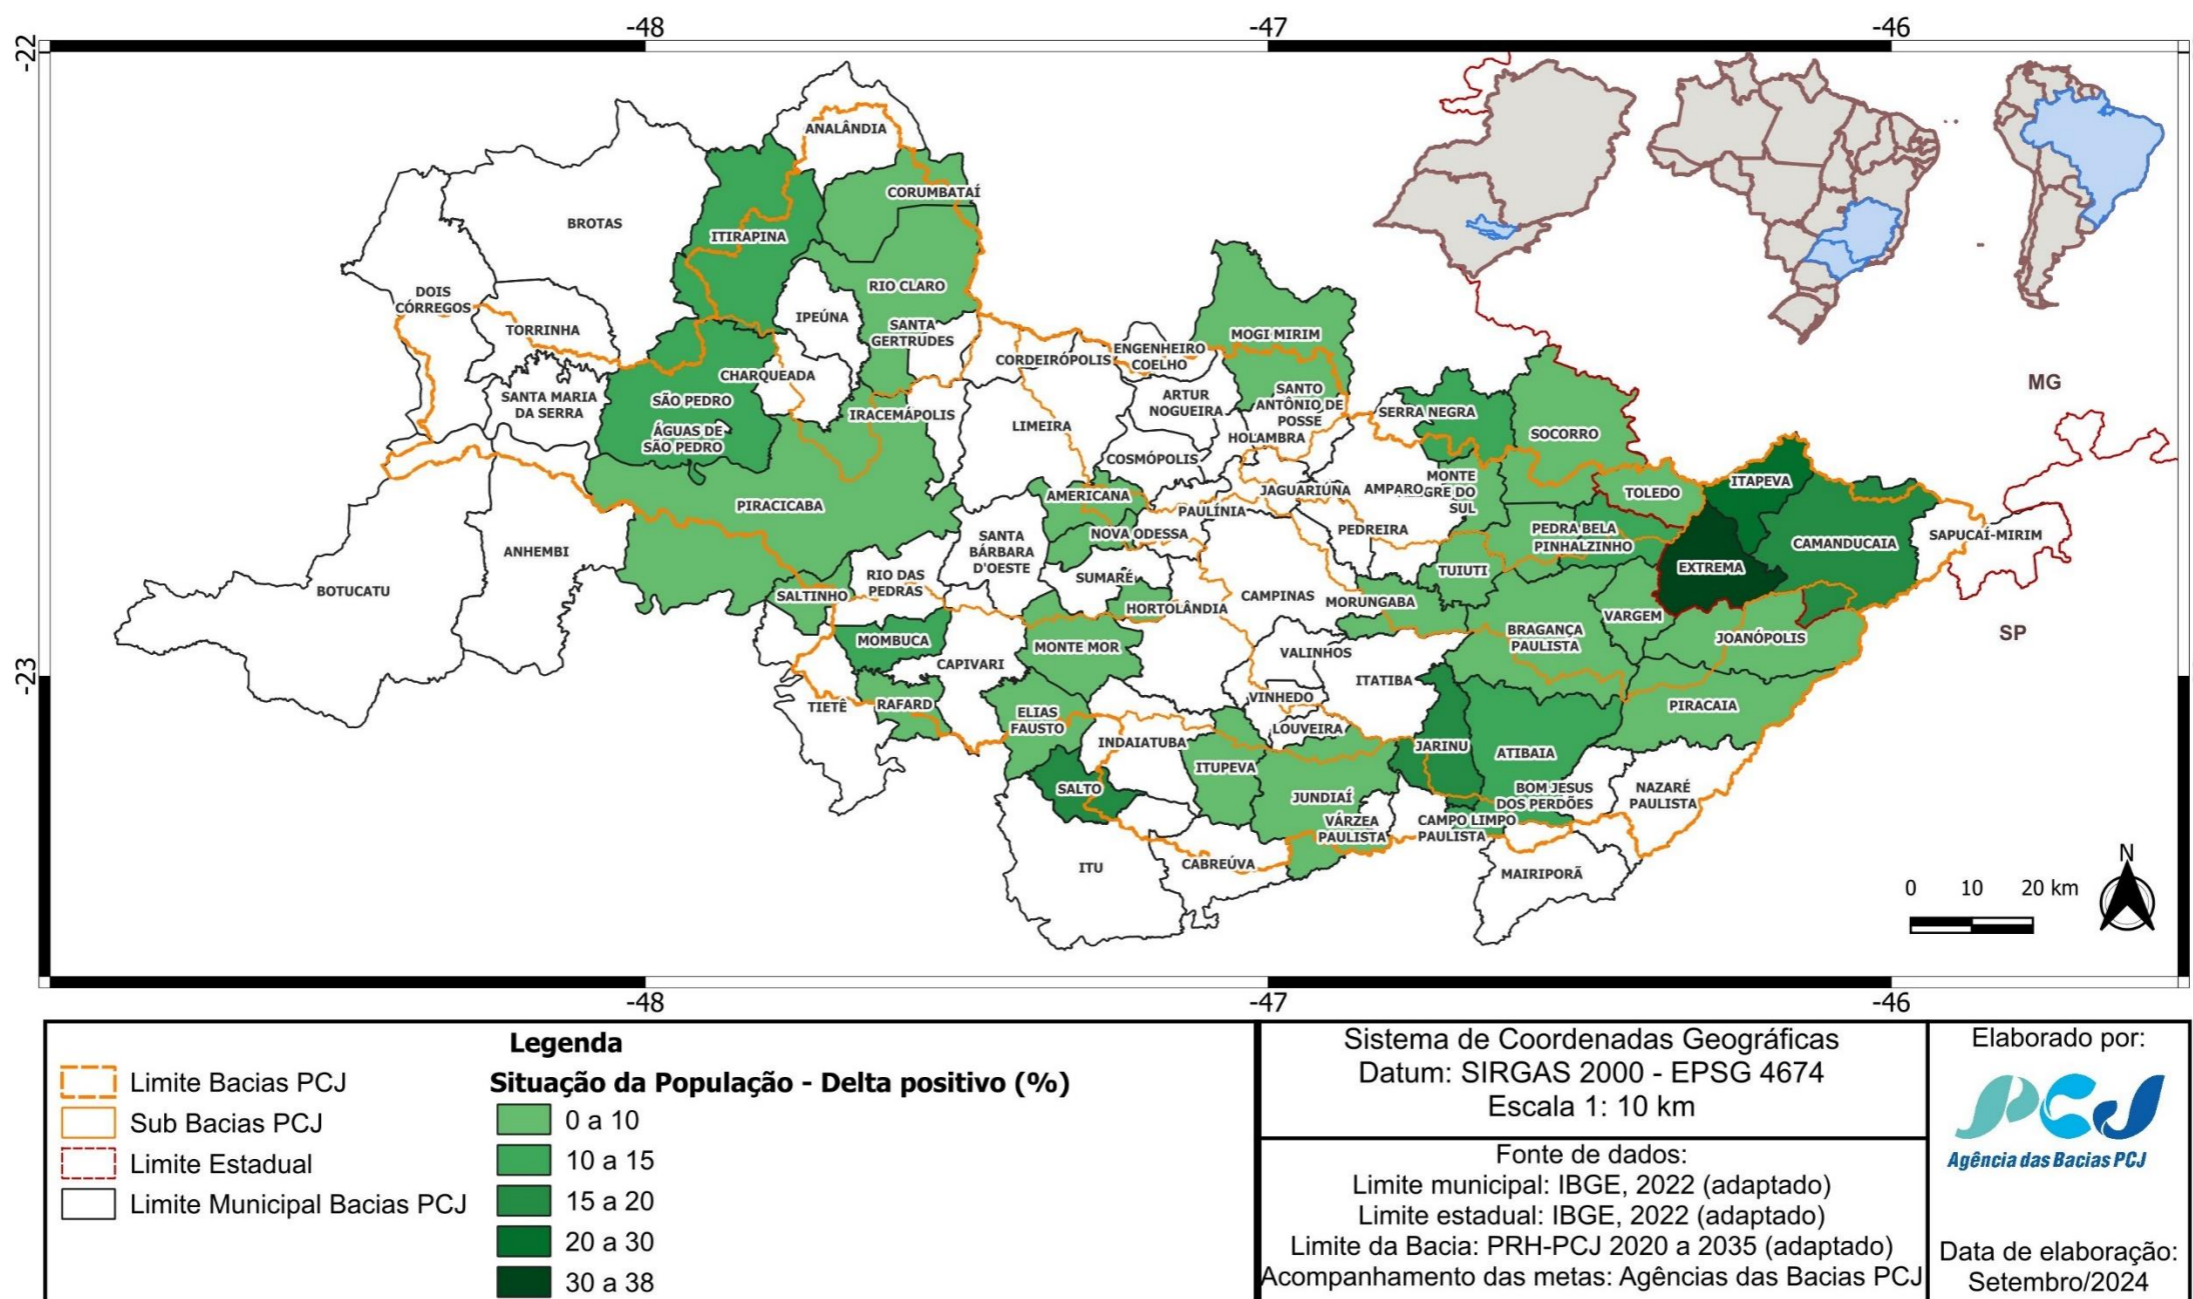 -48
-47
-46
-22
-23
ANALÂNDIA
CORUMBATAÍ
BROTAS
ITIRAPINA
RIO CLARO
DOIS
CÓRREGOS
TORRINHA
IPEÚNA
SANTA
GERTRUDES
CORDEIRÓPOLIS
ENGENHEIRO
COELHO
MOGI MIRIM
CHARQUEADA
SANTA MARIA
DA SERRA
SÃO PEDRO
ÁGUAS DE
SÃO PEDRO
IRACEMÁPOLIS
LIMEIRA
ARTUR
NOGUEIRA
SANTO
ANTÔNIO DE
POSSE
HOLAMBRA
SERRA NEGRA
SOCORRO
COSMÓPOLIS
AMERICANA
JAGUARIÚNA
AMPARO
MONTE
GRE DO
SUL
TOLEDO
ITAPEVA
PIRACICABA
PAULÍNIA
NOVA ODESSA
PEDREIRA
PEDRA BELA
PINHALZINHO
CAMANDUCAIA
SAPUCAÍ-MIRIM
ANHEMBI
BOTUCATU
SANTA
BÁRBARA
D'OESTE
SUMARÉ
TUIUTI
EXTREMA
SALTINHO
RIO DAS
PEDRAS
HORTOLÂNDIA
CAMPINAS
MORUNGABA
VARGEM
JOANÓPOLIS
MOMBUCA
CAPIVARI
MONTE MOR
VALINHOS
BRAGANÇA
PAULISTA
ITATIBA
TIETÊ
RAFARD
ELIAS
FAUSTO
VINHEDO
LOUVEIRA
PIRACAIA
INDAIATUBA
ITUPEVA
JARINU
ATIBAIA
SALTO
JUNDIAÍ
VÁRZEA
PAULISTA
CAMPO LIMPO
PAULISTA
BOM JESUS
DOS PERDÕES
NAZARÉ
PAULISTA
ITU
CABREÚVA
MAIRIPORÃ
MG
SP
N
0 10 20 km
-48
-47
-46
Legenda
Limite Bacias PCJ
Sub Bacias PCJ
Limite Estadual
Limite Municipal Bacias PCJ
Situação da População - Delta positivo (%)
0 a 10
10 a 15
15 a 20
20 a 30
30 a 38
Sistema de Coordenadas Geográficas
Datum: SIRGAS 2000 - EPSG 4674
Escala 1: 10 km
Fonte de dados:
Limite municipal: IBGE, 2022 (adaptado)
Limite estadual: IBGE, 2022 (adaptado)
Limite da Bacia: PRH-PCJ 2020 a 2035 (adaptado)
Acompanhamento das metas: Agências das Bacias PCJ
Elaborado por:
PCJ
Agência das Bacias PCJ
Data de elaboração:
Setembro/2024